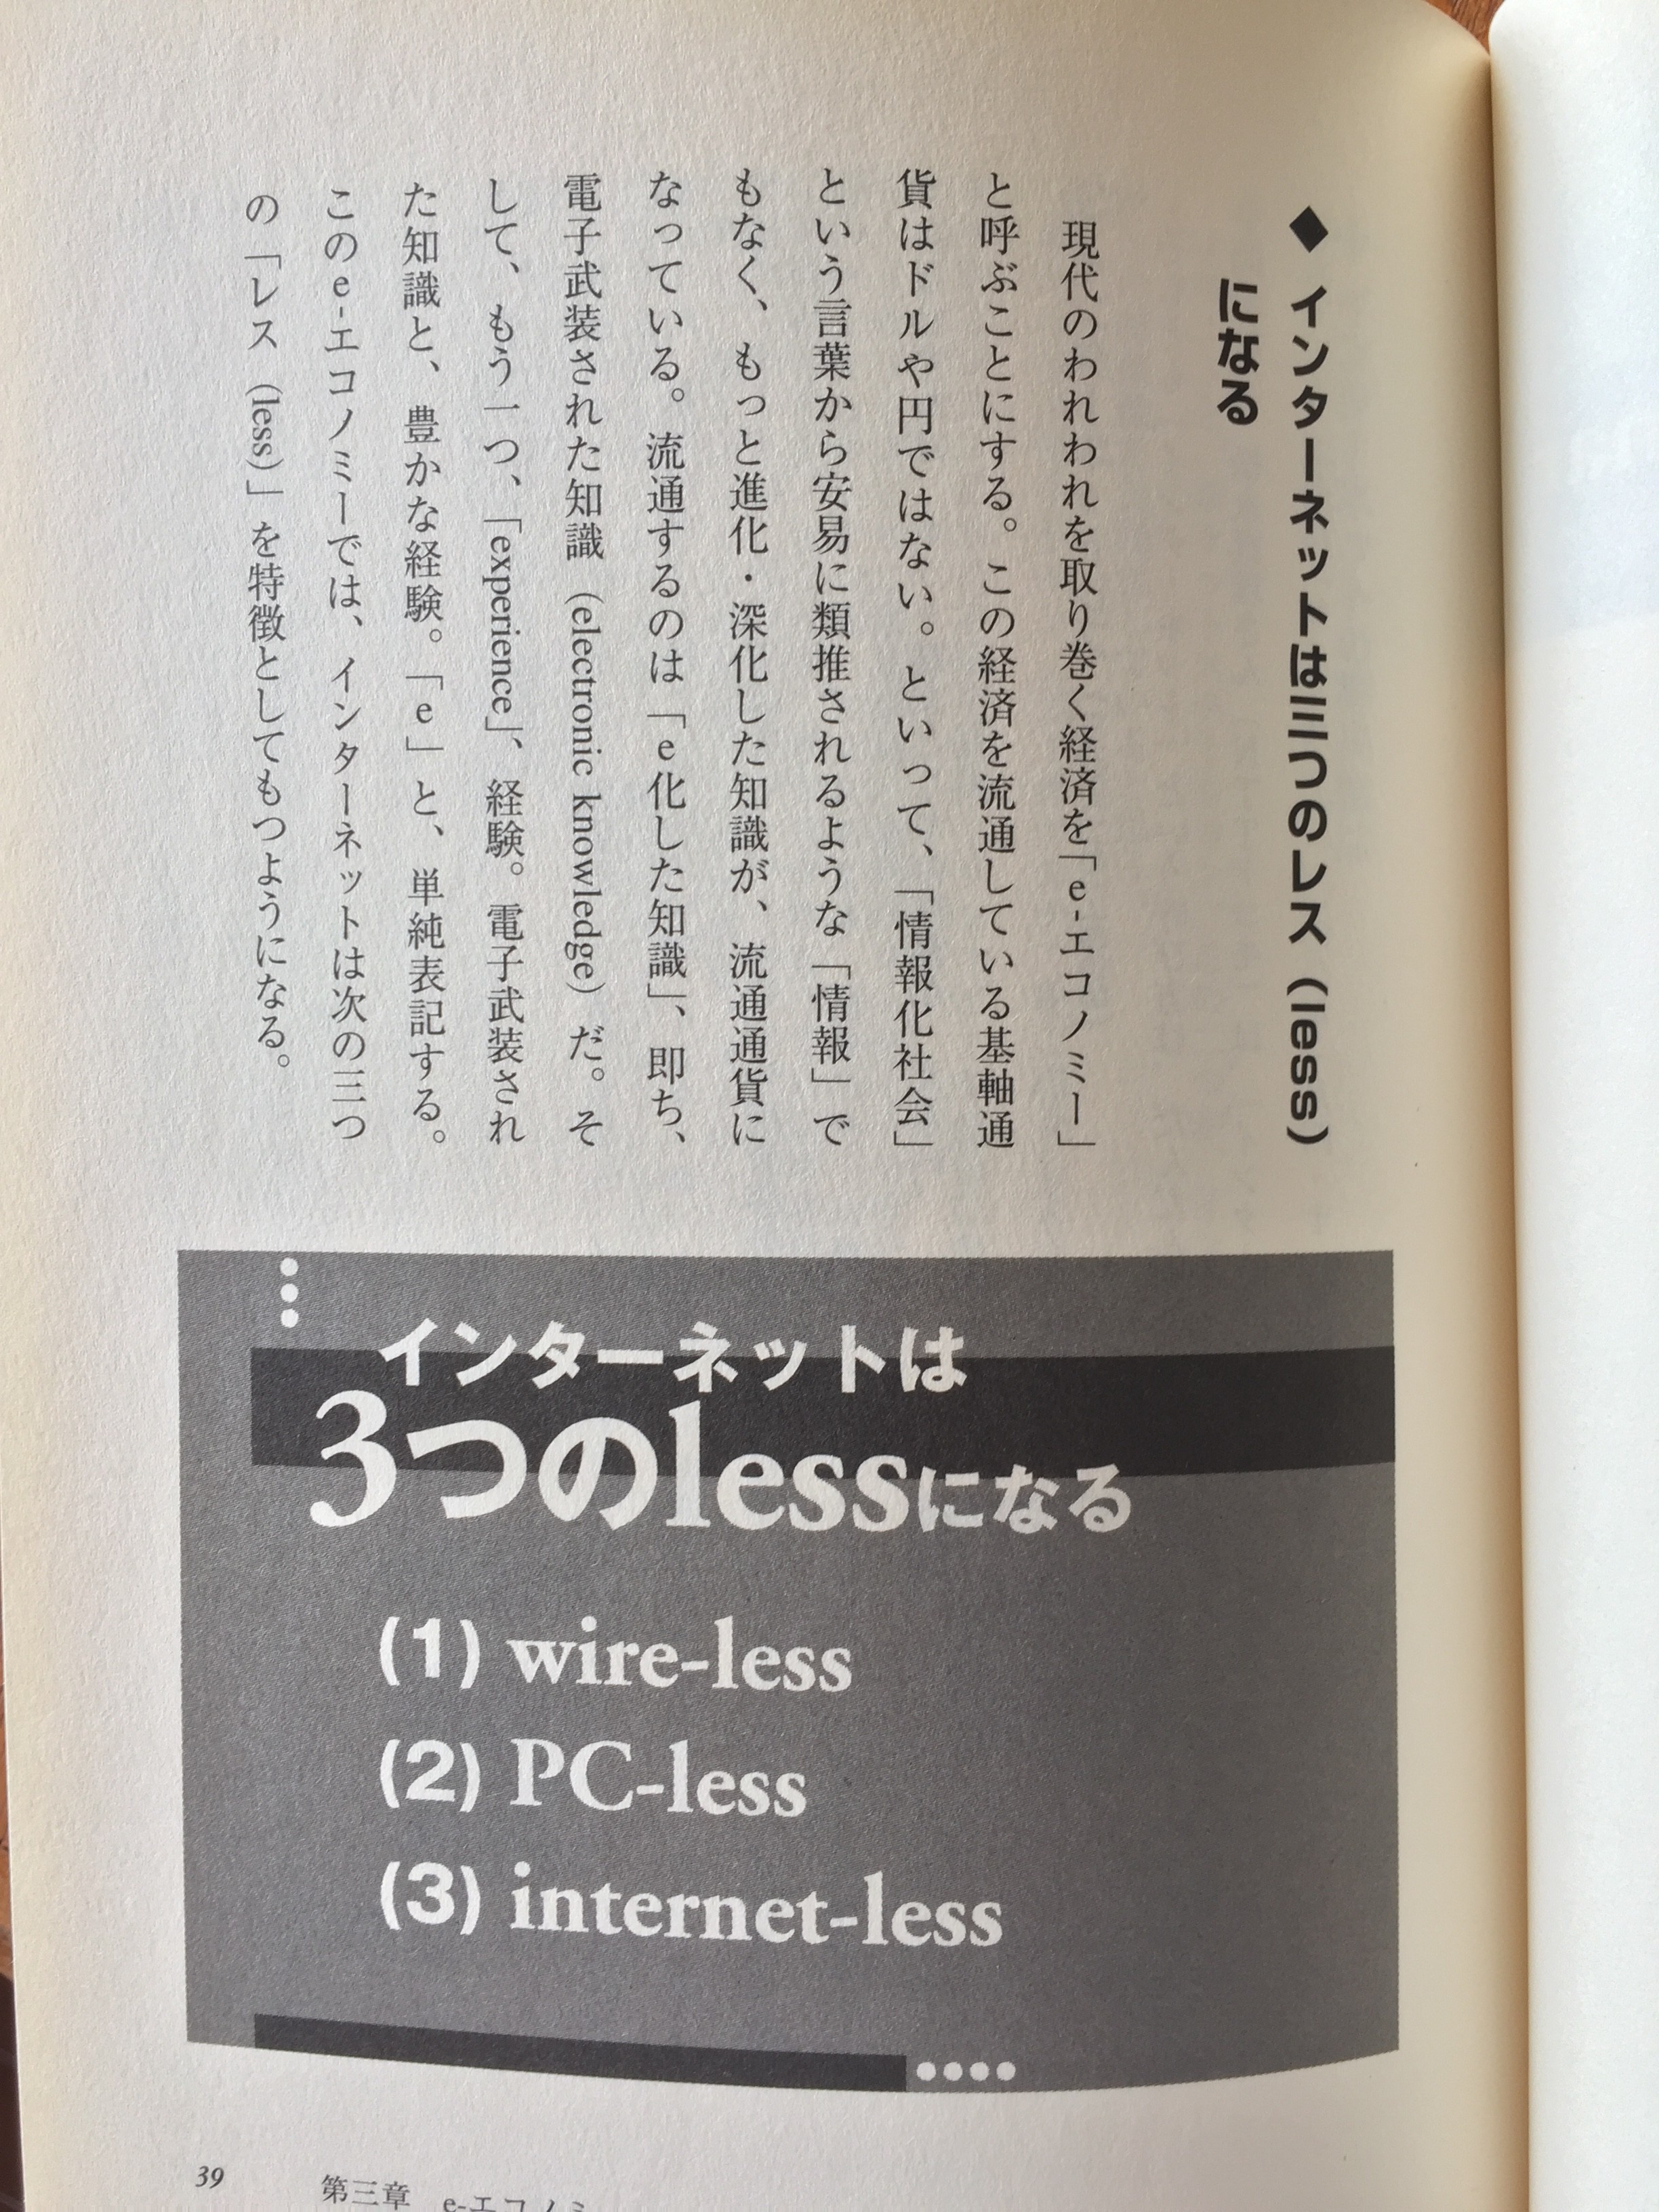 ◆ インターネットは三つのレス（less）
になる
現代のわれわれを取り巻く経済を「e-エコノミー」
と呼ぶことにする。この経済を流通している基軸通
貨はドルや円ではない。といって、「情報化社会」
という言葉から安易に類推されるような「情報」で
もなく、もっと進化・深化した知識が、流通通貨に
なっている。流通するのは「e化した知識」、即ち、
電子武装された知識（electronic knowledge）だ。そ
して、もう一つ、「experience」、経験。電子武装され
た知識と、豊かな経験。「e」と、単純表記する。
このe-エコノミーでは、インターネットは次の三つ
の「レス（less）」を特徴としてもつようになる。
インターネットは
3つのlessになる
(1) wire-less
(2) PC-less
(3) internet-less
39 第三章 e-エコノミ